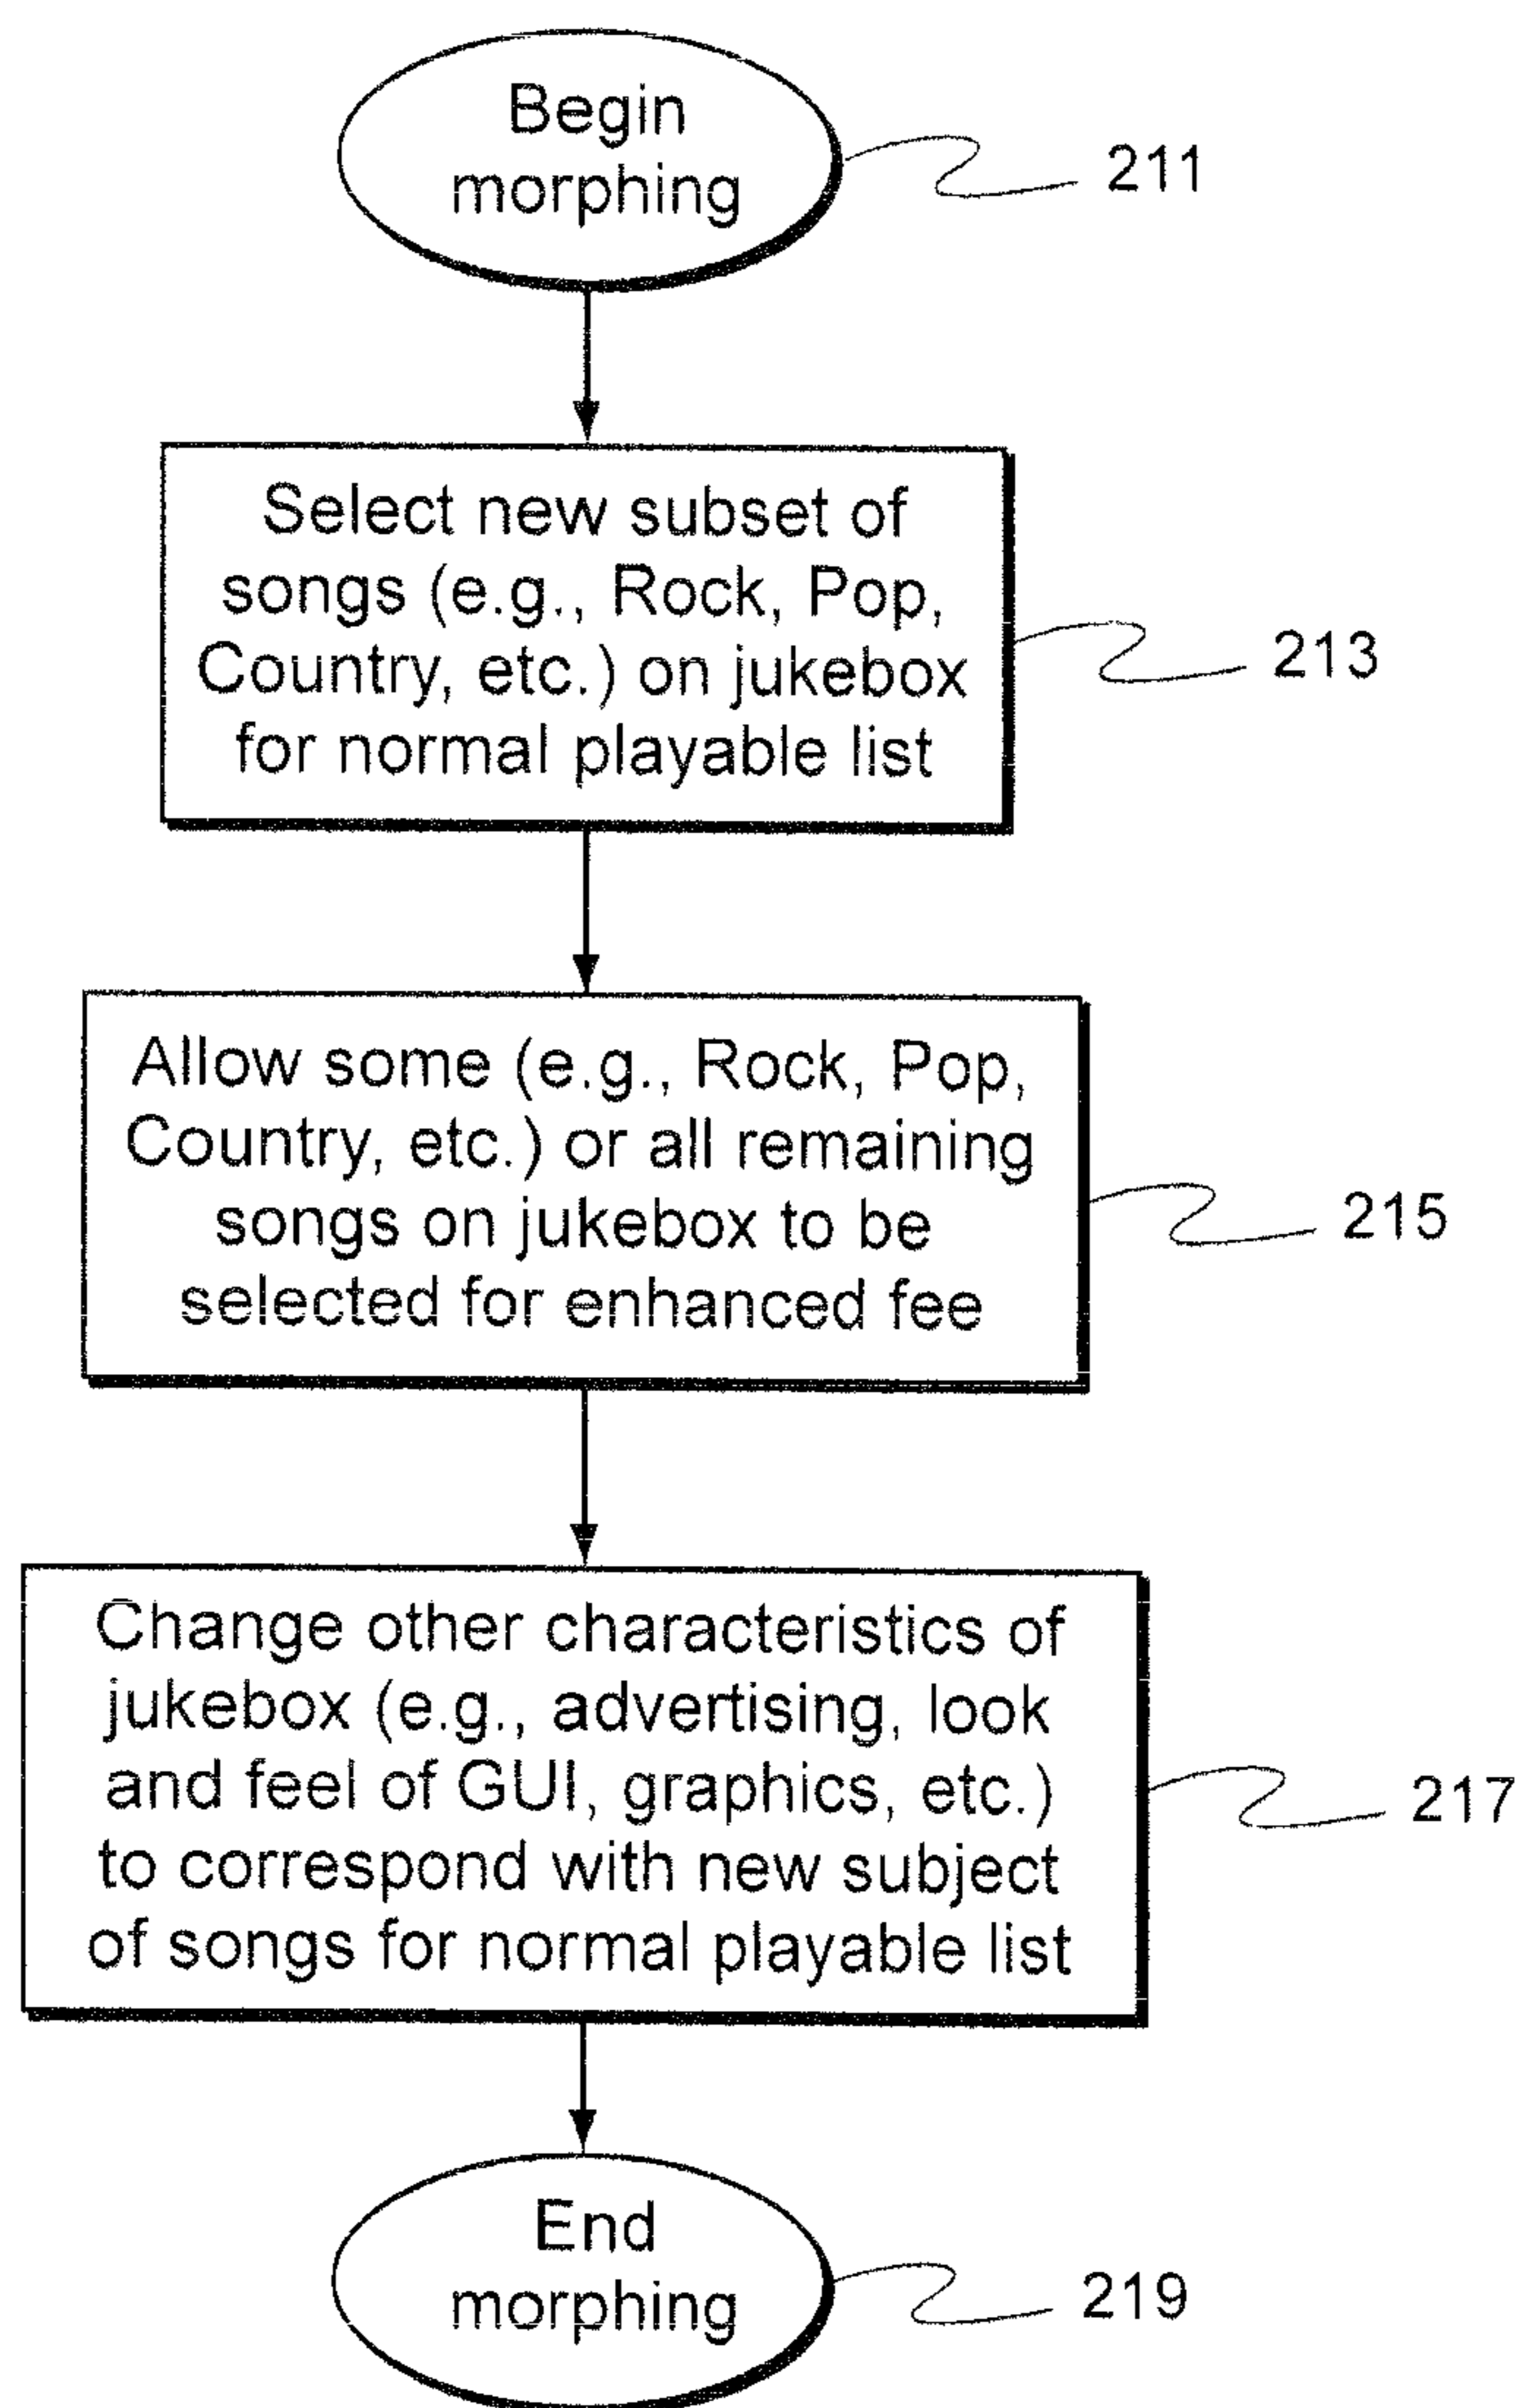 Begin
morphing
211
Select new subset of
songs (e.g., Rock, Pop,
Country, etc.) on jukebox
for normal playable list
213
Allow some (e.g., Rock, Pop,
Country, etc.) or all remaining
songs on jukebox to be
selected for enhanced fee
215
Change other characteristics of
jukebox (e.g., advertising, look
and feel of GUI, graphics, etc.)
to correspond with new subject
of songs for normal playable list
217
End
morphing
219